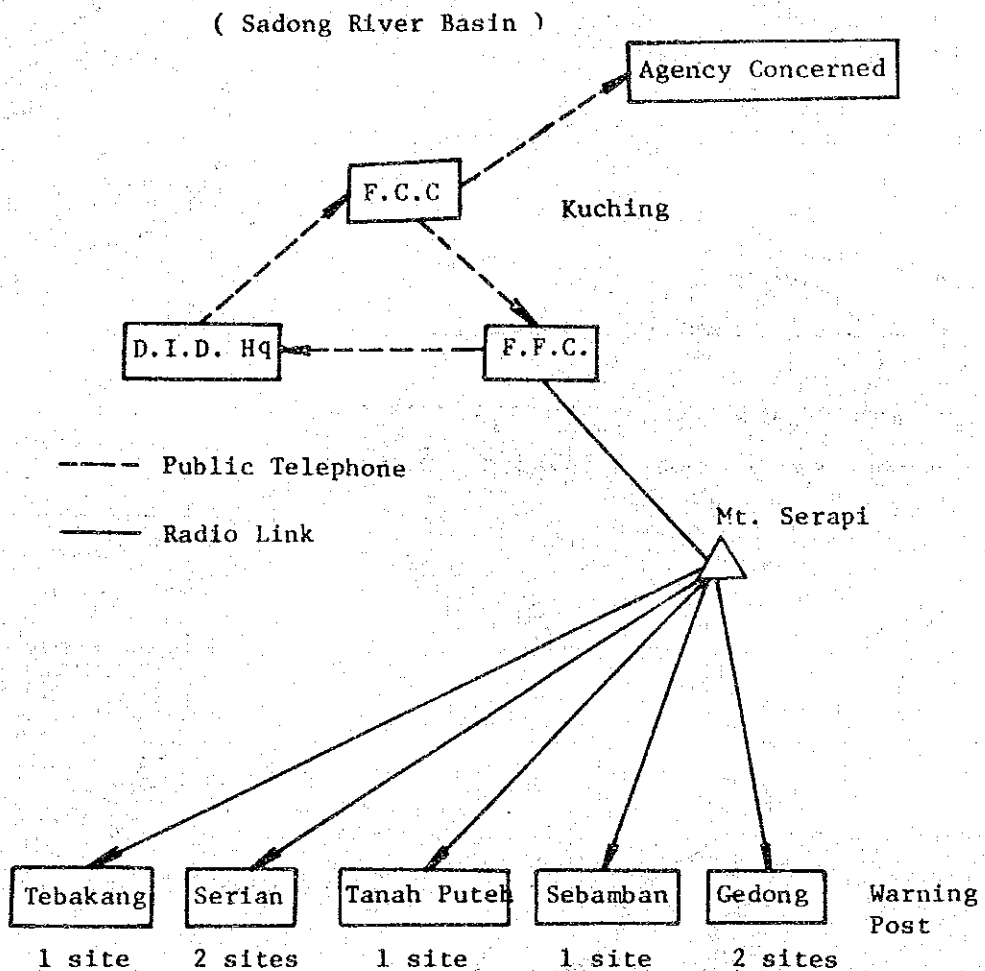 ( Sadong River Basin )
Agency Concerned
F.C.C
Kuching
D.I.D. Hq
F.F.C.
Public Telephone
Radio Link
Mt. Serapi
Tebakang
Serian
Tanah Puteh
Sebamban
Gedong
Warning
Post
1 site
2 sites
1 site
1 site
2 sites